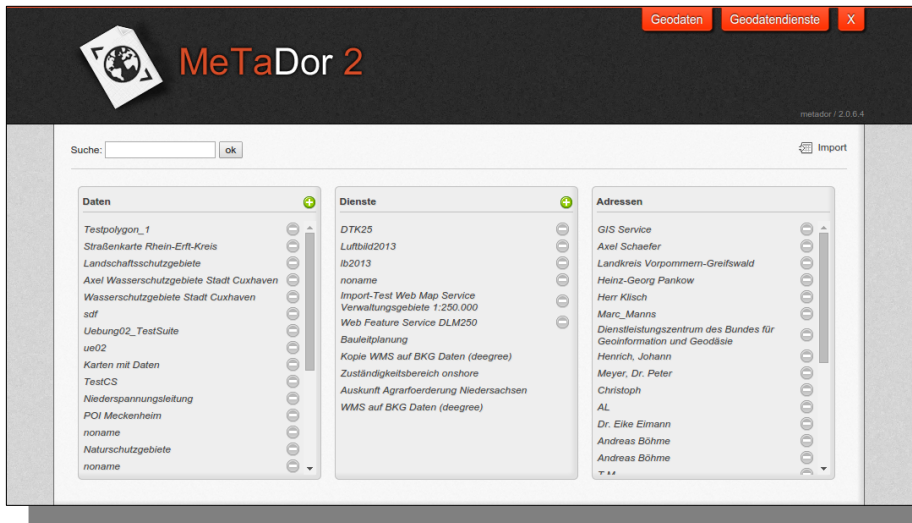 Geodaten
Geodatendienste
X
MeTaDor 2
metador / 2.0.6.4
Suche:
ok
Import
Daten
Testpolygon_1
Straßenkarte Rhein-Erft-Kreis
Landschaftsschutzgebiete
Axel Wasserschutzgebiete Stadt Cuxhaven
Wasserschutzgebiete Stadt Cuxhaven
sdf
Uebung02_TestSuite
ue02
Karten mit Daten
TestCS
Niederspannungsleitung
POI Meckenheim
noname
Naturschutzgebiete
noname
Dienste
DTK25
Luftbild2013
lb2013
noname
Import-Test Web Map Service
Verwaltungsgebiete 1:250.000
Web Feature Service DLM250
Bauleitplanung
Kopie WMS auf BKG Daten (deegree)
Zuständigkeitsbereich onshore
Auskunft Agrarfoerderung Niedersachsen
WMS auf BKG Daten (deegree)
Adressen
GIS Service
Axel Schaefer
Landkreis Vorpommern-Greifswald
Heinz-Georg Pankow
Herr Klisch
Marc_Manns
Dienstleistungszentrum des Bundes für
Geoinformation und Geodäsie
Henrich, Johann
Meyer, Dr. Peter
Christoph
AL
Dr. Eike Eimann
Andreas Böhme
Andreas Böhme